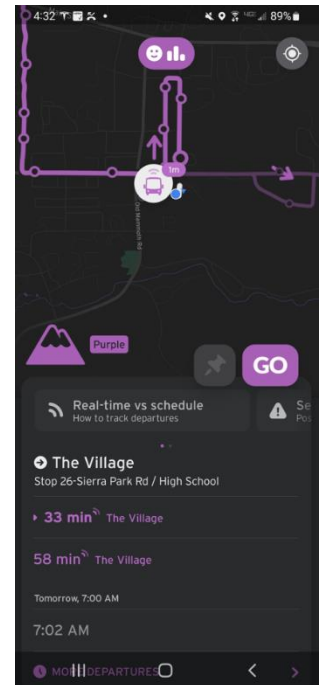 4:32
89%
1m
Old Mammoth Rd
Purple
GO
Real-time vs schedule
How to track departures
Se
Pos
The Village
Stop 26-Sierra Park Rd / High School
33 min The Village
58 min The Village
Tomorrow, 7:00 AM
7:02 AM
MORE DEPARTURES